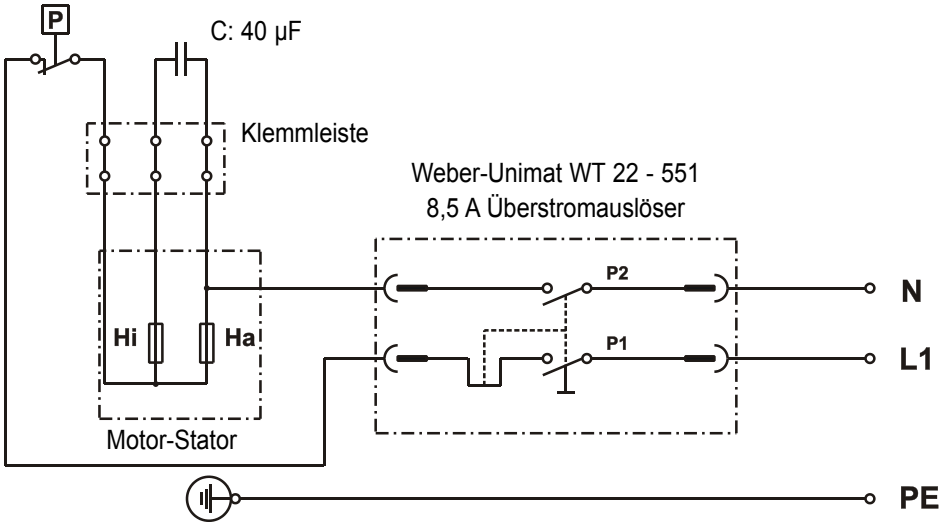 P
C: 40 µF
Klemmleiste
Weber-Unimat WT 22 - 551
8,5 A Überstromauslöser
P2
N
Hi
Ha
P1
L1
Motor-Stator
PE